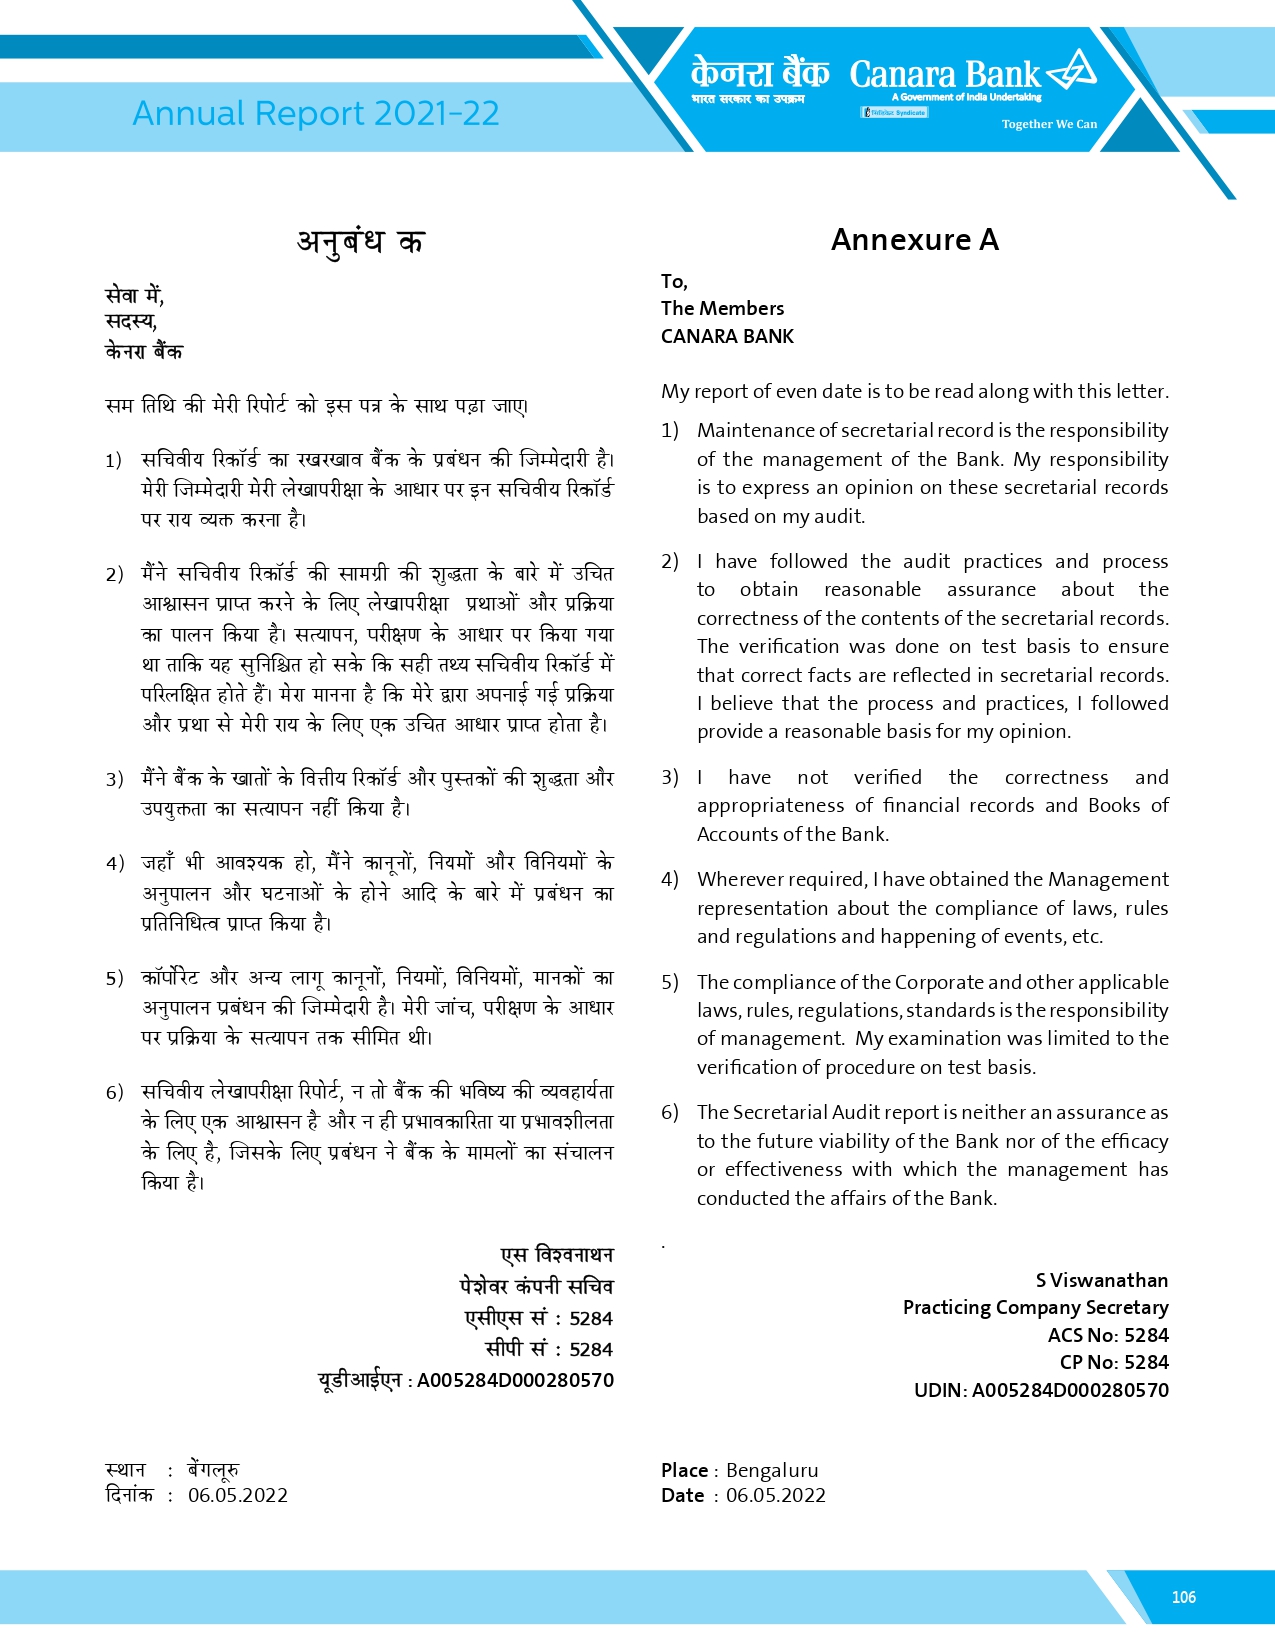 Annual Report 2021-22
केनरा बैंक Canara Bank
भारत सरकार का उपक्रम
A Government of India Undertaking
Syndicate
Together We Can
अनुबंध क
सेवा में,
सदस्य,
केनरा बैंक
सम तिथि की मेरी रिपोर्ट को इस पत्र के साथ पढ़ा जाए।
1) सचिवीय रिकॉर्ड का रखरखाव बैंक के प्रबंधन की जिम्मेदारी है।
मेरी जिम्मेदारी मेरी लेखापरीक्षा के आधार पर इन सचिवीय रिकॉर्ड
पर राय व्यक्त करना है।
2) मैंने सचिवीय रिकॉर्ड की सामग्री की शुद्धता के बारे में उचित
आश्वासन प्राप्त करने के लिए लेखापरीक्षा प्रथाओं और प्रक्रिया
का पालन किया है। सत्यापन, परीक्षण के आधार पर किया गया
था ताकि यह सुनिश्चित हो सके कि सही तथ्य सचिवीय रिकॉर्ड में
परिलक्षित होते हैं। मेरा मानना है कि मेरे द्वारा अपनाई गई प्रक्रिया
और प्रथा से मेरी राय के लिए एक उचित आधार प्राप्त होता है।
3) मैंने बैंक के खातों के वित्तीय रिकॉर्ड और पुस्तकों की शुद्धता और
उपयुक्तता का सत्यापन नहीं किया है।
4) जहाँ भी आवश्यक हो, मैंने कानूनों, नियमों और विनियमों के
अनुपालन और घटनाओं के होने आदि के बारे में प्रबंधन का
प्रतिनिधित्व प्राप्त किया है।
5) कॉर्पोरेट और अन्य लागू कानूनों, नियमों, विनियमों, मानकों का
अनुपालन प्रबंधन की जिम्मेदारी है। मेरी जांच, परीक्षण के आधार
पर प्रक्रिया के सत्यापन तक सीमित थी।
6) सचिवीय लेखापरीक्षा रिपोर्ट, न तो बैंक की भविष्य की व्यवहार्यता
के लिए एक आश्वासन है और न ही प्रभावकारिता या प्रभावशीलता
के लिए है, जिसके लिए प्रबंधन ने बैंक के मामलों का संचालन
किया है।
एस विश्वनाथन
पेशेवर कंपनी सचिव
एसीएस सं : 5284
सीपी सं : 5284
यूडीआईएन : A005284D000280570
स्थान : बेंगलूरु
दिनांक : 06.05.2022
Annexure A
To,
The Members
CANARA BANK
My report of even date is to be read along with this letter.
1) Maintenance of secretarial record is the responsibility
of the management of the Bank. My responsibility
is to express an opinion on these secretarial records
based on my audit.
2) I have followed the audit practices and process
to obtain reasonable assurance about the
correctness of the contents of the secretarial records.
The verification was done on test basis to ensure
that correct facts are reflected in secretarial records.
I believe that the process and practices, I followed
provide a reasonable basis for my opinion.
3) I have not verified the correctness and
appropriateness of financial records and Books of
Accounts of the Bank.
4) Wherever required, I have obtained the Management
representation about the compliance of laws, rules
and regulations and happening of events, etc.
5) The compliance of the Corporate and other applicable
laws, rules, regulations, standards is the responsibility
of management. My examination was limited to the
verification of procedure on test basis.
6) The Secretarial Audit report is neither an assurance as
to the future viability of the Bank nor of the efficacy
or effectiveness with which the management has
conducted the affairs of the Bank.
.
S Viswanathan
Practicing Company Secretary
ACS No: 5284
CP No: 5284
UDIN: A005284D000280570
Place : Bengaluru
Date : 06.05.2022
106